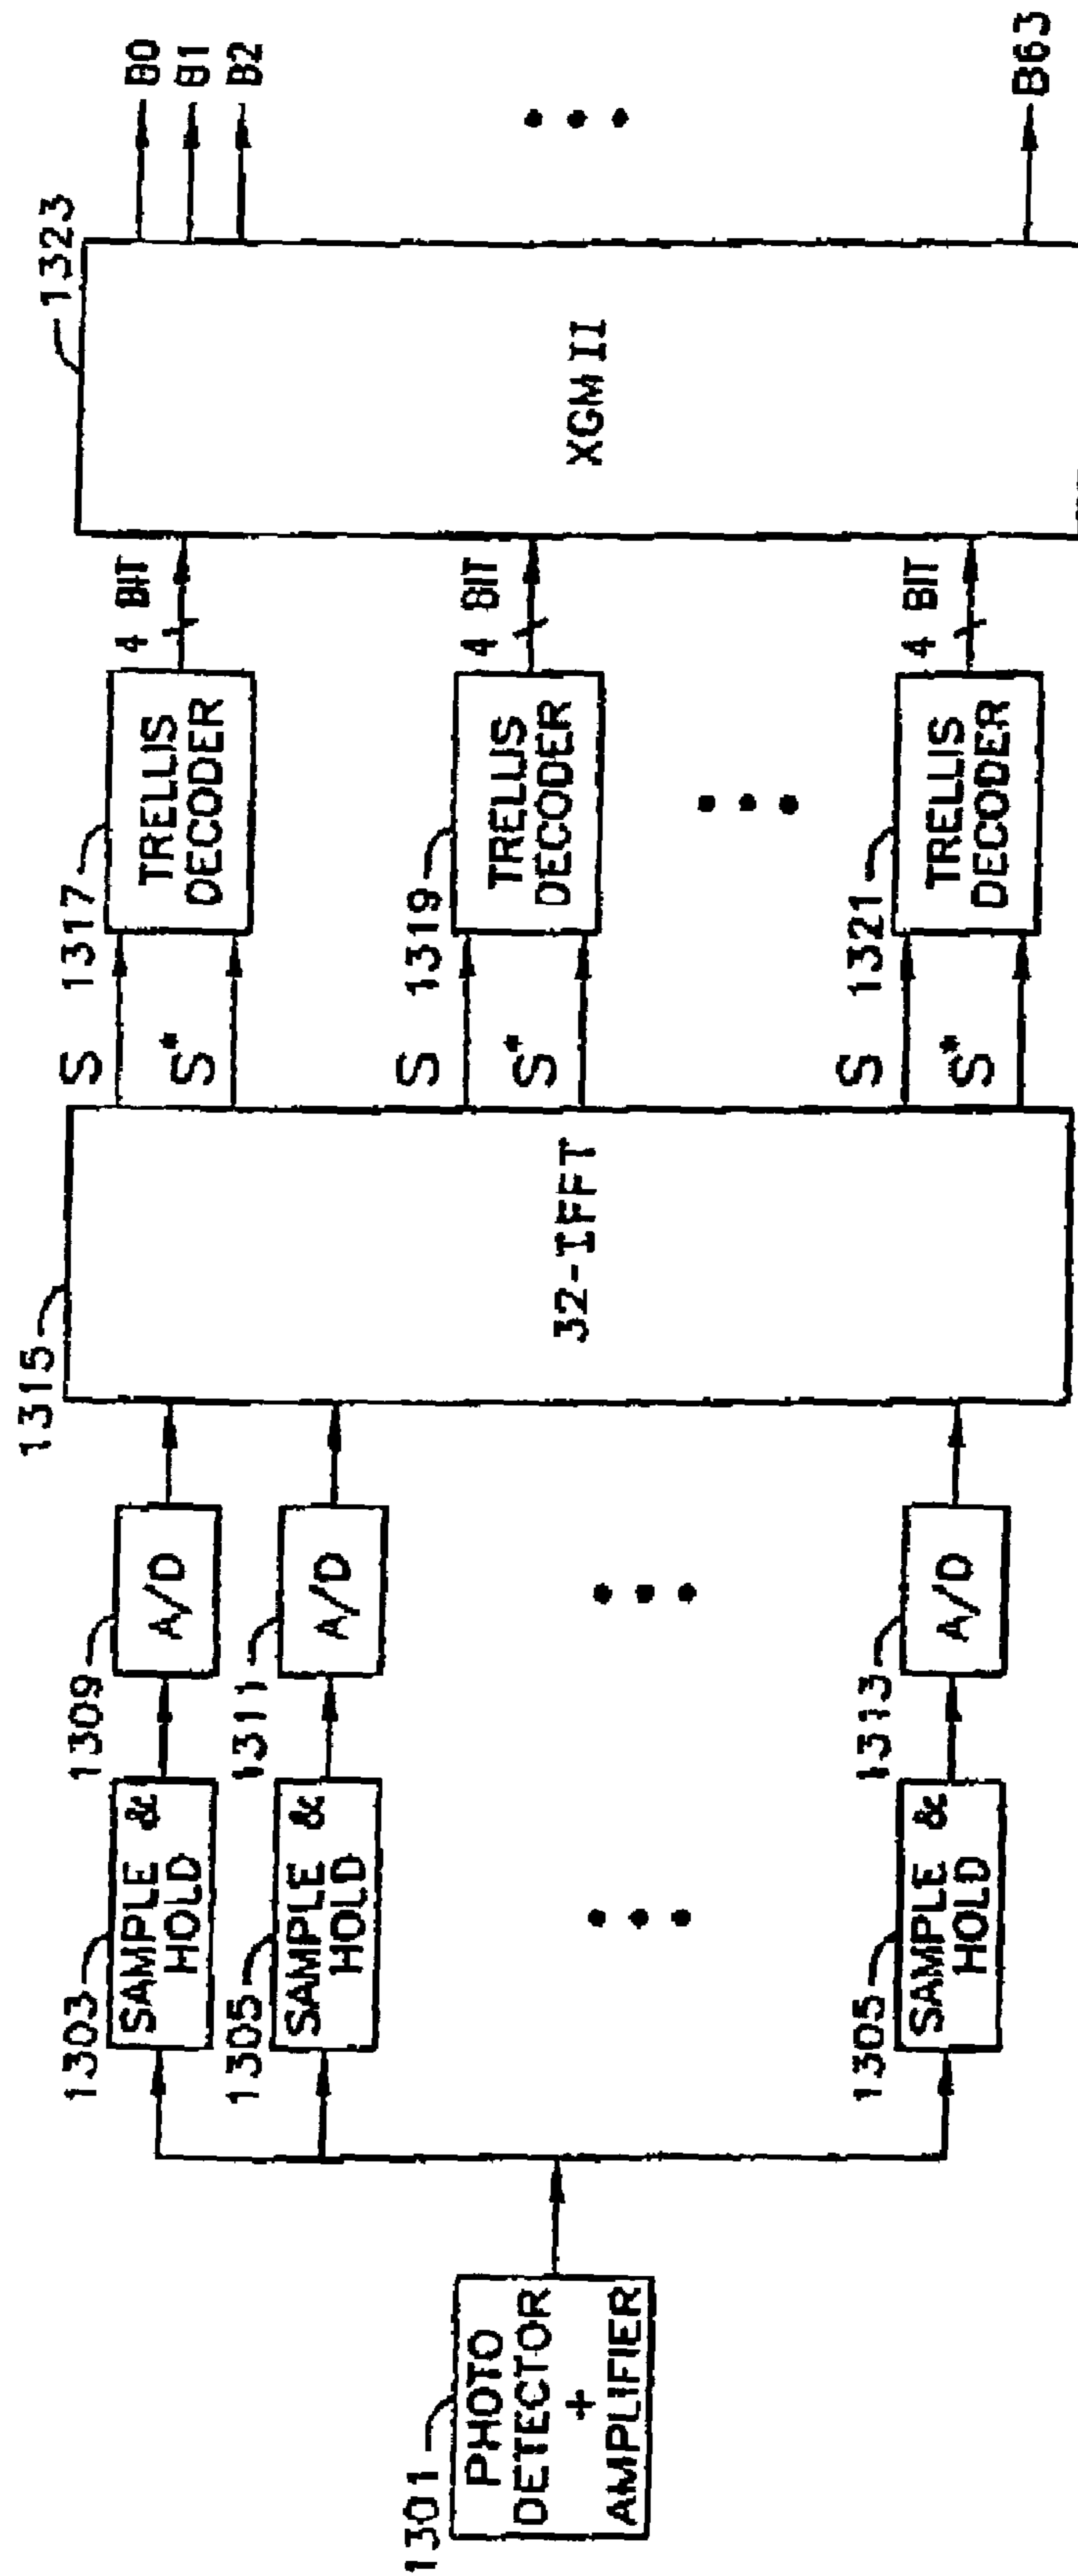 1301
PHOTO
DETECTOR
+
AMPLIFIER
1303
SAMPLE &
HOLD
1305
SAMPLE &
HOLD
1305
SAMPLE &
HOLD
1309
A/D
1311
A/D
1313
A/D
1315
32-IFFT
S
S*
S
S*
S
S*
1317
TRELLIS
DECODER
1319
TRELLIS
DECODER
1321
TRELLIS
DECODER
4 BIT
4 BIT
4 BIT
1323
XGM II
B0
B1
B2
B63